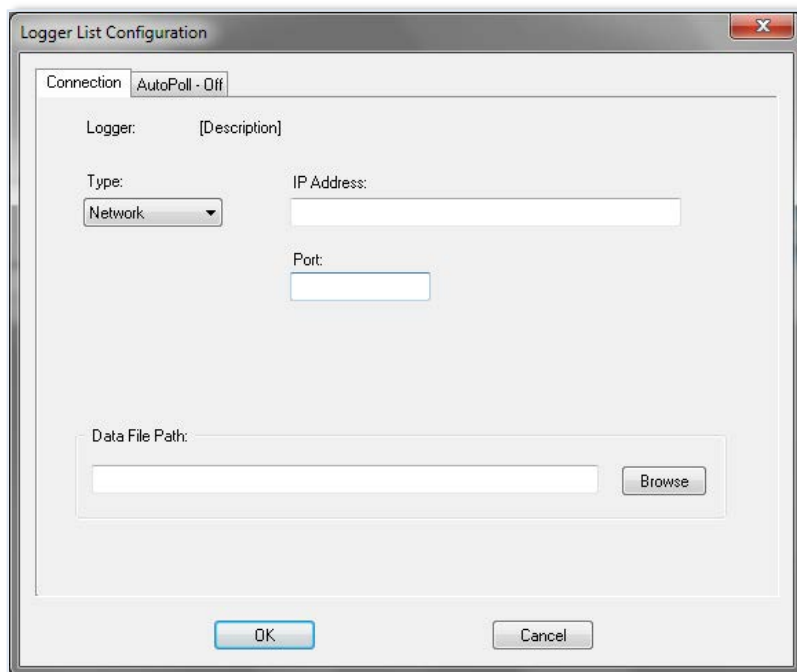 Logger List Configuration
Connection AutoPoll - Off
Logger: [Description]
Type: IP Address:
Network
Port:
Data File Path:
Browse
OK Cancel